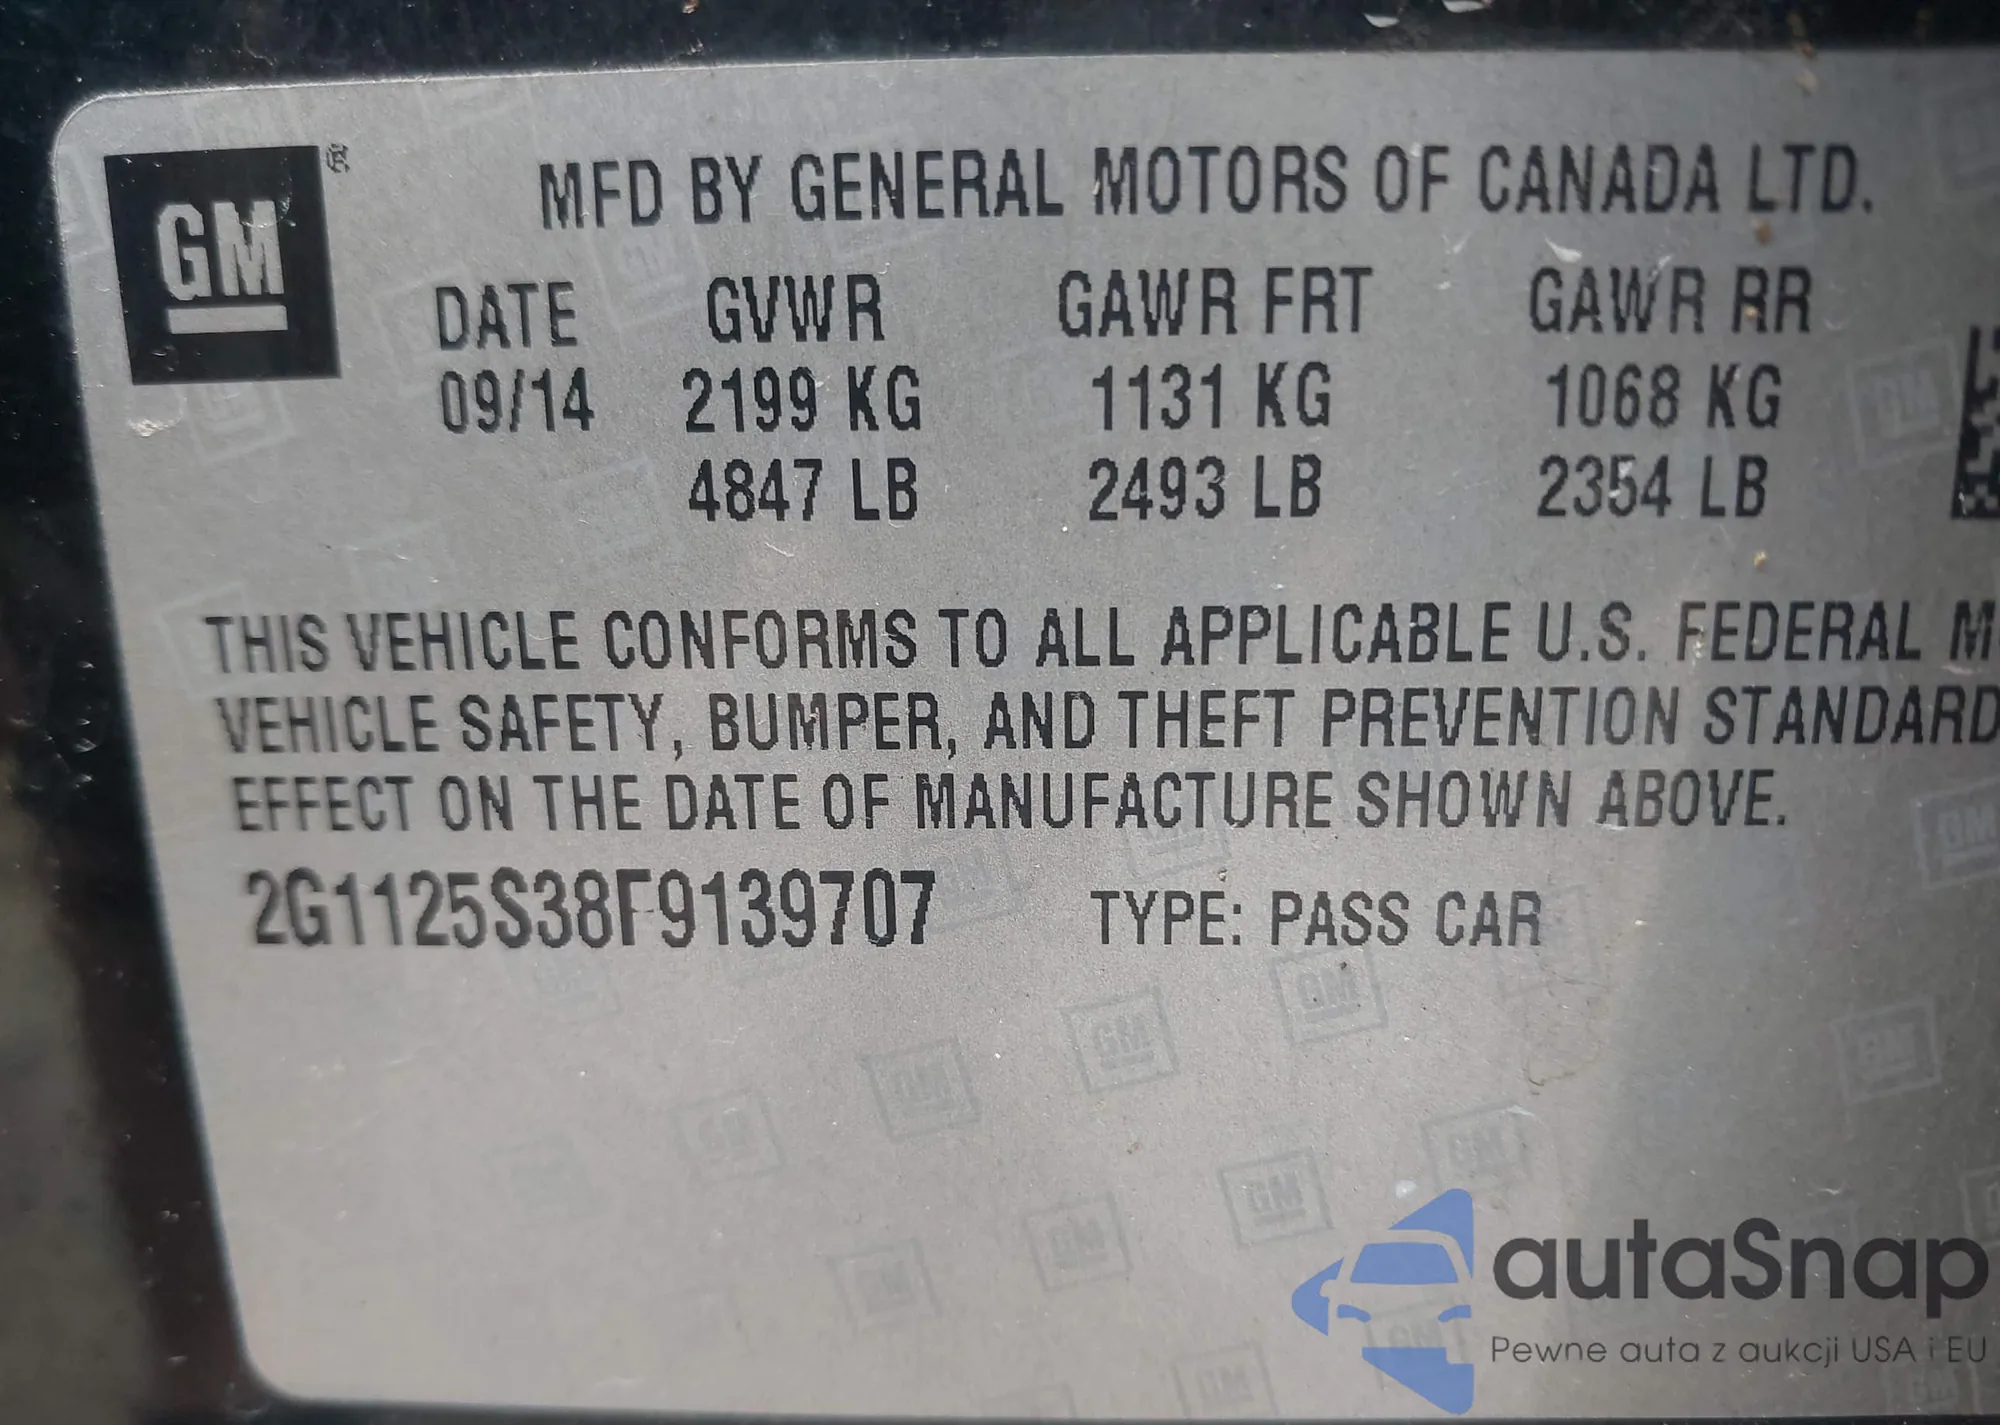 GM ® MFD BY GENERAL MOTORS OF CANADA LTD.
DATE GVWR GAWR FRT GAWR RR
09/14 2199 KG 1131 KG 1068 KG
4847 LB 2493 LB 2354 LB
THIS VEHICLE CONFORMS TO ALL APPLICABLE U.S. FEDERAL M
VEHICLE SAFETY, BUMPER, AND THEFT PREVENTION STANDARD
EFFECT ON THE DATE OF MANUFACTURE SHOWN ABOVE.
2G1125S38F9139707 TYPE: PASS CAR
autaSnap
Pewne auta z aukcji USA i EU